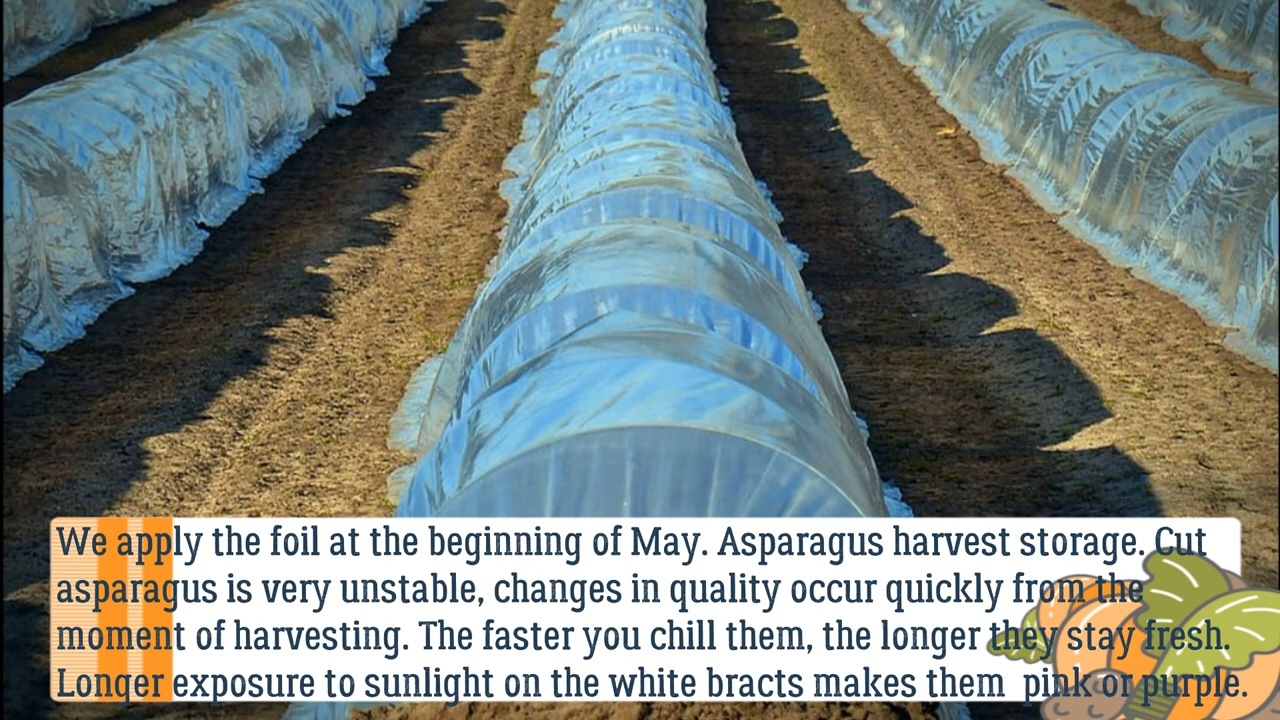 We apply the foil at the beginning of May. Asparagus harvest storage. Cut
asparagus is very unstable, changes in quality occur quickly from the
moment of harvesting. The faster you chill them, the longer they stay fresh.
Longer exposure to sunlight on the white bracts makes them  pink or purple.